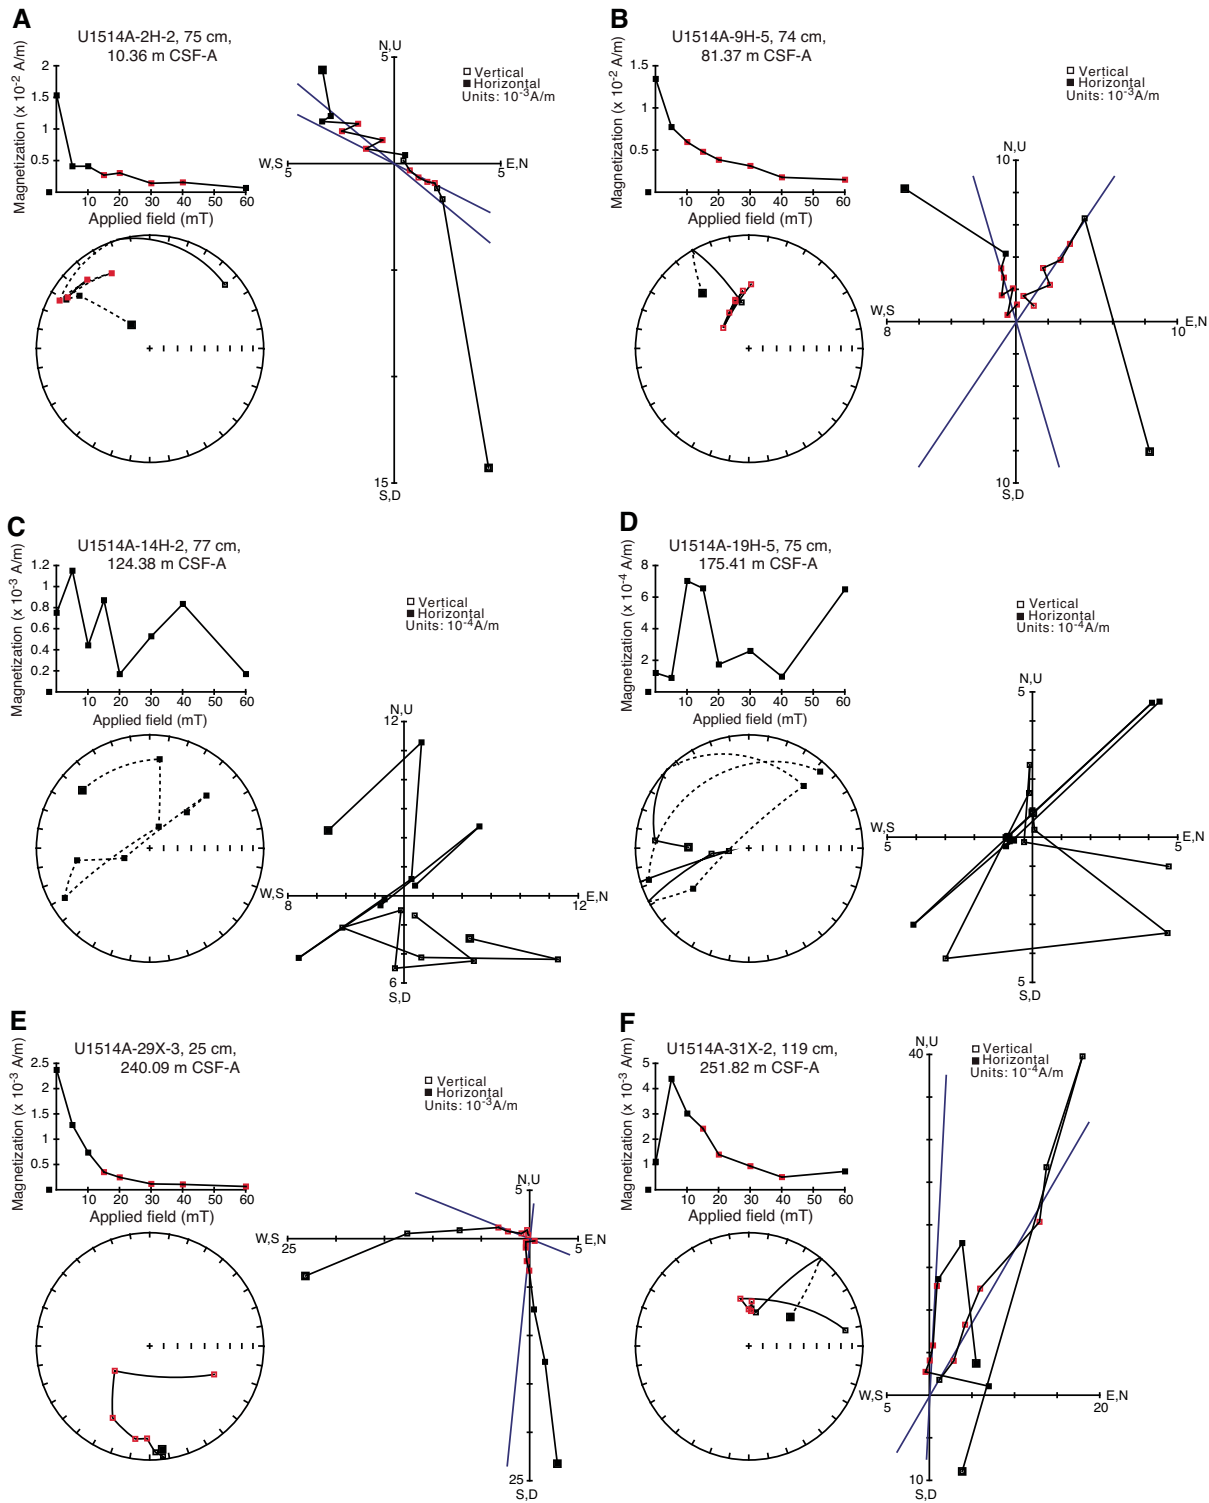 A
U1514A-2H-2, 75 cm,
10.36 m CSF-A
Magnetization (x 10-2 A/m)
2
1.5
1
0.5
10 20 30 40 50 60
Applied field (mT)
N,U
5
Vertical
Horizontal
Units: 10-3A/m
W,S
5
E,N
5
15
S,D
B
U1514A-9H-5, 74 cm,
81.37 m CSF-A
Magnetization (x 10-2 A/m)
1.5
1
0.5
10 20 30 40 50 60
Applied field (mT)
Vertical
Horizontal
Units: 10-3A/m
N,U
10
W,S
8
E,N
10
10
S,D
C
U1514A-14H-2, 77 cm,
124.38 m CSF-A
Magnetization (x 10-3 A/m)
1.2
1
0.8
0.6
0.4
0.2
10 20 30 40 50 60
Applied field (mT)
Vertical
Horizontal
Units: 10-4A/m
N,U
12
W,S
8
E,N
12
6
S,D
D
U1514A-19H-5, 75 cm,
175.41 m CSF-A
Magnetization (x 10-4 A/m)
8
6
4
2
10 20 30 40 50 60
Applied field (mT)
Vertical
Horizontal
Units: 10-4A/m
N,U
5
W,S
5
E,N
5
5
S,D
E
U1514A-29X-3, 25 cm,
240.09 m CSF-A
Magnetization (x 10-3 A/m)
2.5
2
1.5
1
0.5
10 20 30 40 50 60
Applied field (mT)
Vertical
Horizontal
Units: 10-3A/m
N,U
5
W,S
25
E,N
5
25
S,D
F
U1514A-31X-2, 119 cm,
251.82 m CSF-A
Magnetization (x 10-3 A/m)
5
4
3
2
1
10 20 30 40 50 60
Applied field (mT)
N,U
40
Vertical
Horizontal
Units: 10-4A/m
W,S
5
20
E,N
10
S,D